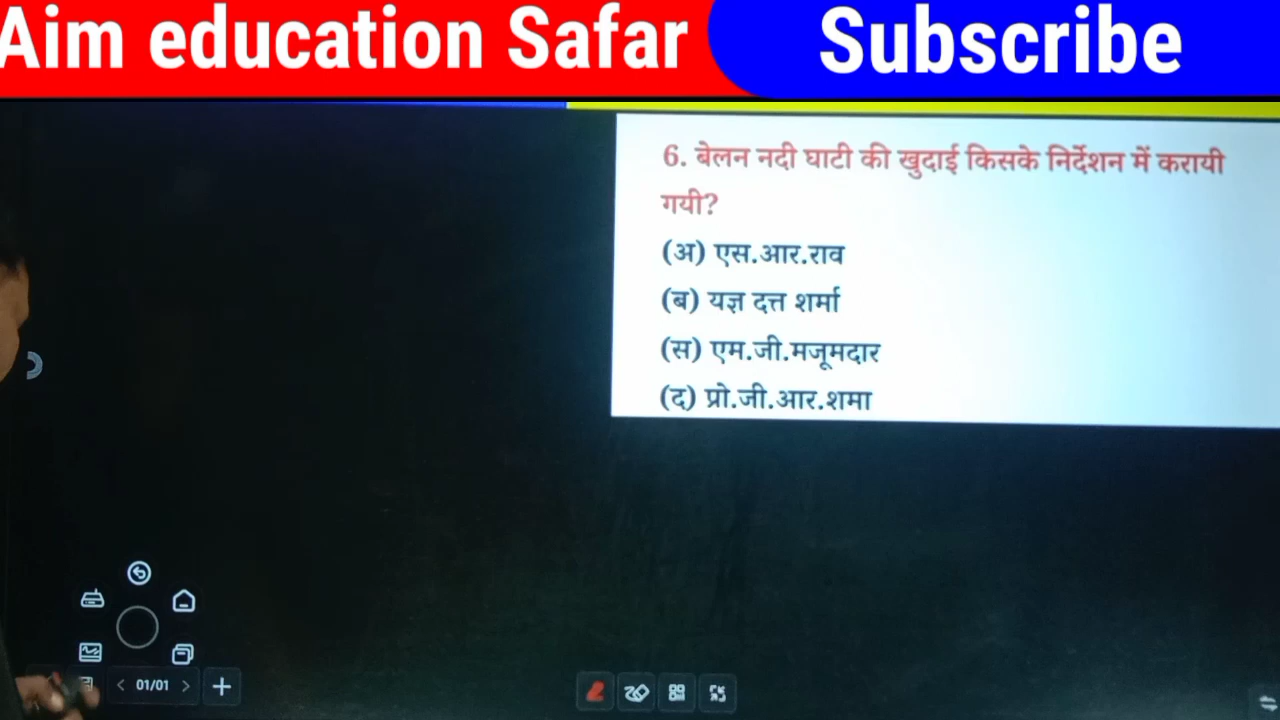 Aim education Safar
Subscribe
6. बेलन नदी घाटी की खुदाई किसके निर्देशन में करायी
गयी?
(अ) एस.आर.राव
(ब) यज्ञ दत्त शर्मा
(स) एम.जी.मजूमदार
(द) प्रो.जी.आर.शमा
01/01